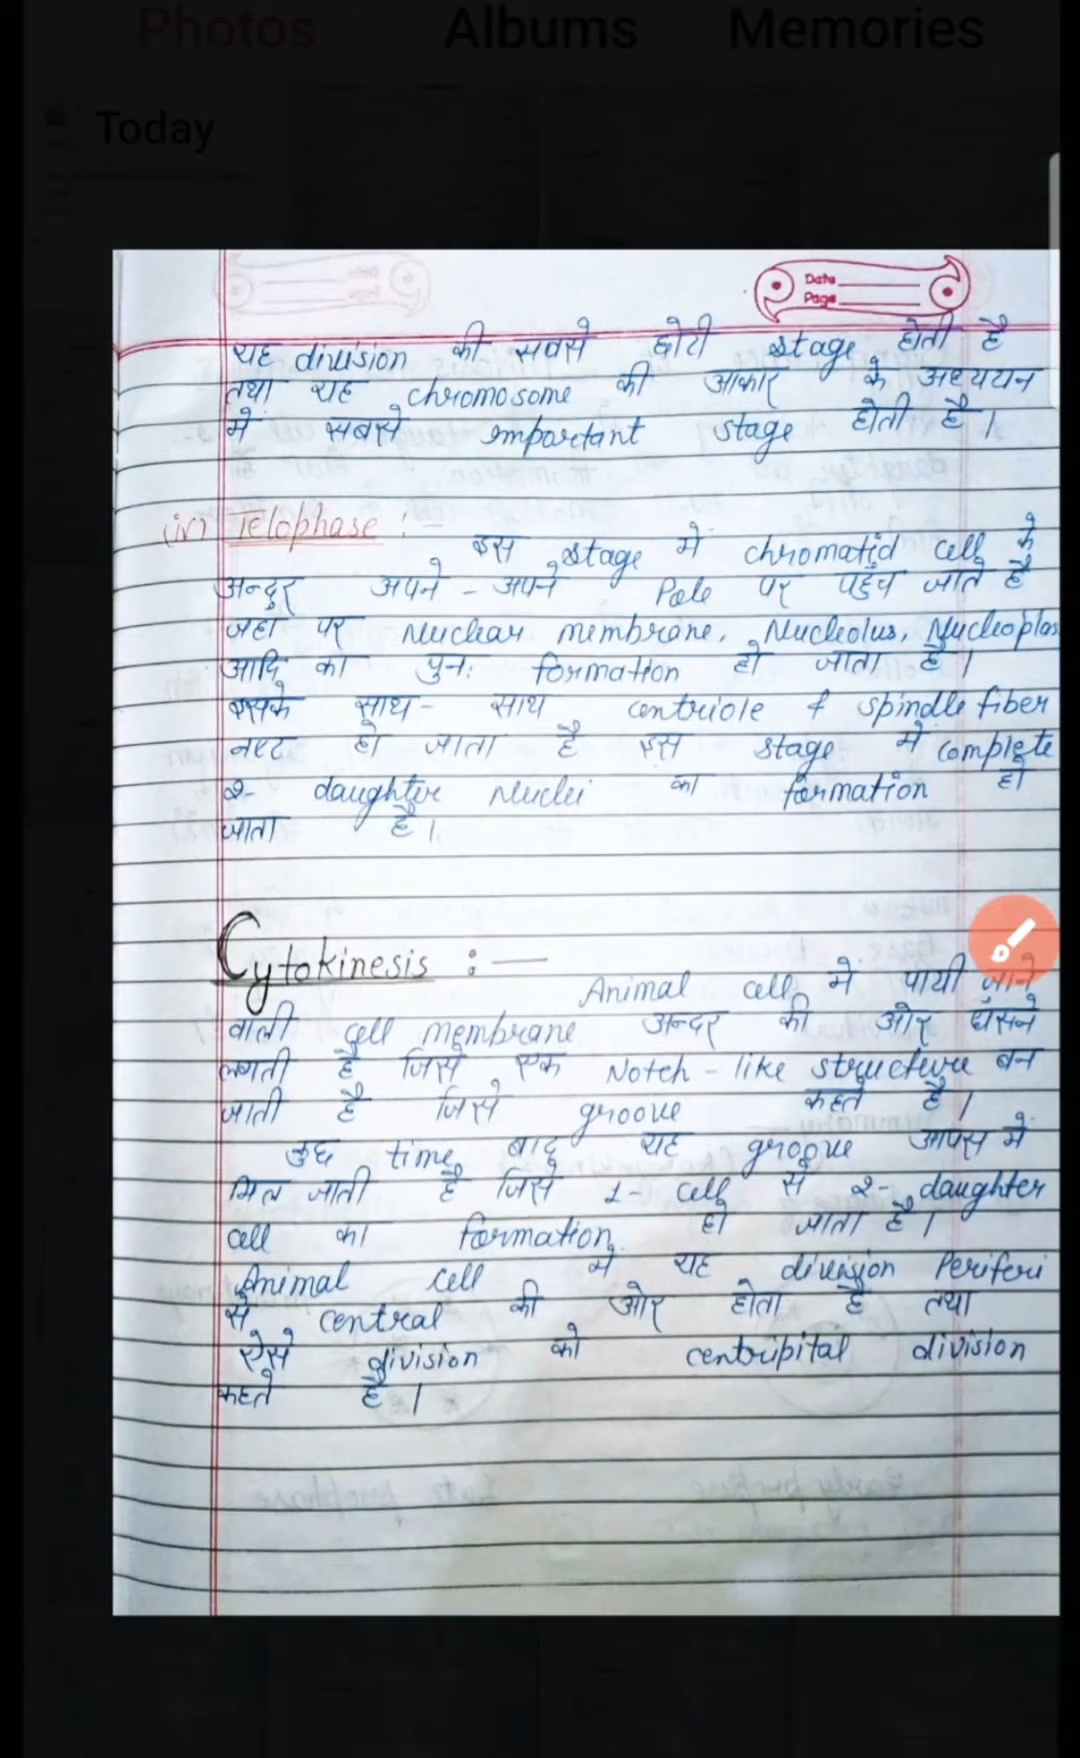 Photos Albums Memories
Today
Date
Page
यह division की सबसे छोटी stage होती है
तथा यह chromosome की आकार के अध्ययन
में सबसे important stage होती है।
(iv) Telophase :-
इस stage में chromatid cell के
अन्दर अपने - अपने Pole पर पहुँच जाते है
जहाँ पर Nuclear membrane, Nucleolus, Nucleoplas
आदि का पुनः formation हो जाता है।
इसके साथ - साथ centriole & spindle fiber
नष्ट हो जाता है इस stage में complete
2- daughter Nuclei का formation हो
जाता है।
Cytokinesis :-
Animal cell में पायी जाने
वाली cell membrane अन्दर की ओर धंसने
लगती है जिसे एक Notch - like structure बन
जाती है जिसे groove कहते है।
कुछ time बाद यह groove आपस में
मिल जाती है जिसे 1- cell से 2- daughter
cell का formation हो जाता है।
Animal cell में यह division Periferi
से central की ओर होता है तथा
ऐसे division को centripital division
कहते है।